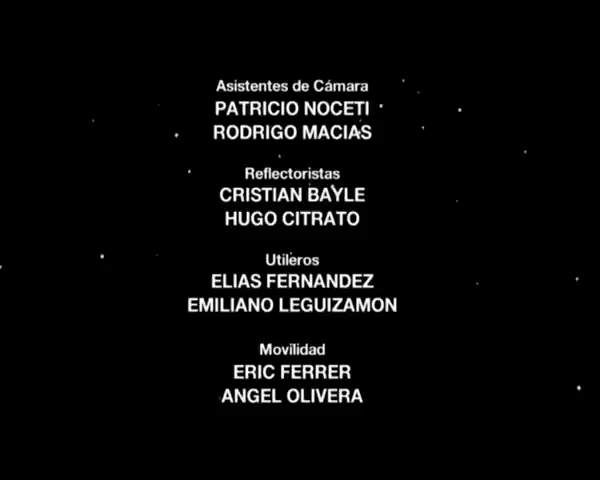 Asistentes de Cámara
PATRICIO NOCETI
RODRIGO MACIAS
Reflectoristas
CRISTIAN BAYLE
HUGO CITRATO
Utileros
ELIAS FERNANDEZ
EMILIANO LEGUIZAMON
Movilidad
ERIC FERRER
ANGEL OLIVERA